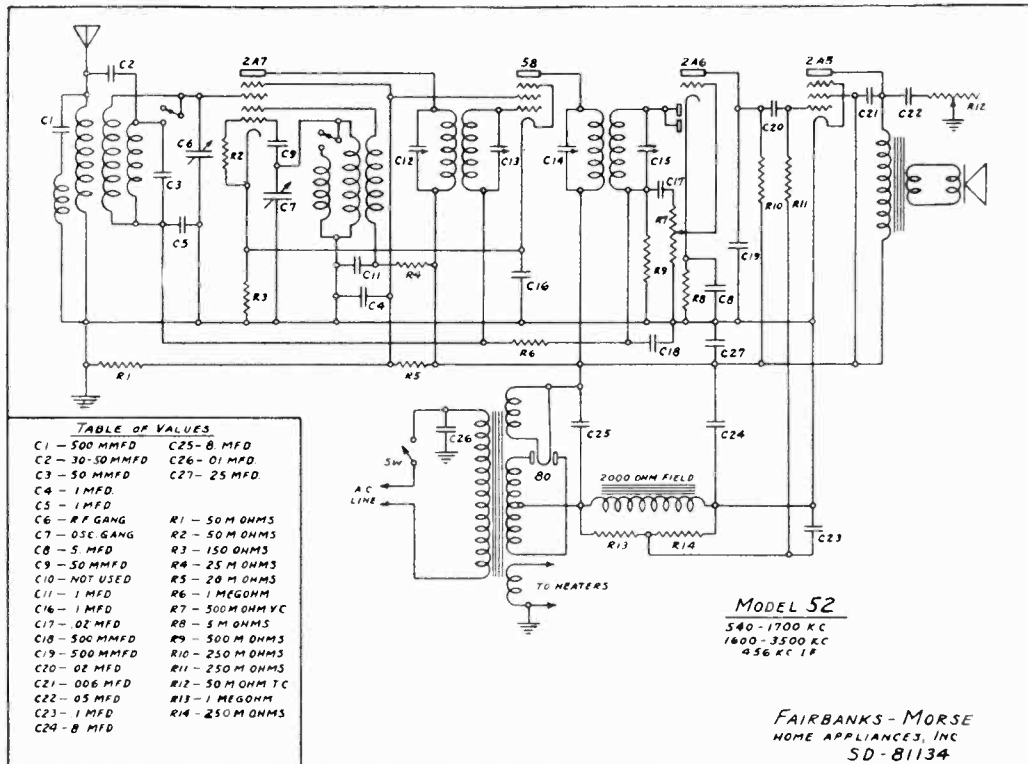 C2
2A7
58
2A6
2A5
C1
C6
R2
C9
C12
C13
C14
C15
C20
C21
C22
R12
C3
C7
C17
R7
R10
R11
C5
C11
R4
C16
R9
R8
C8
C19
R3
C4
R6
C18
C27
R1
R5
TABLE OF VALUES
C1 - 500 MMFD
C2 - 30-50 MMFD
C3 - 50 MMFD
C4 - 1 MFD.
C5 - 1 MFD
C6 - RF GANG
C7 - OSC. GANG
C8 - 5. MFD
C9 - 50 MMFD
C10 - NOT USED
C11 - 1 MFD
C16 - 1 MFD
C17 - .02 MFD
C18 - 500 MMFD
C19 - 500 MMFD
C20 - 02 MFD
C21 - 006 MFD
C22 - 05 MFD
C23 - .1 MFD
C24 - 8 MFD
C25 - 8 MFD
C26 - 01 MFD.
C27 - 25 MFD.
R1 - 50 M OHMS
R2 - 50 M OHMS
R3 - 150 OHMS
R4 - 25 M OHMS
R5 - 20 M OHMS
R6 - 1 MEGOHM
R7 - 500 M OHM VC
R8 - 5 M OHMS
R9 - 500 M OHMS
R10 - 250 M OHMS
R11 - 250 M OHMS
R12 - 50 M OHM TC
R13 - 1 MEGOHM
R14 - 250 M OHMS
C26
SW
AC
LINE
80
C25
C24
2000 OHM FIELD
R13
R14
C23
TO HEATERS
MODEL 52
540-1700 KC
1600-3500 KC
456 KC IF
FAIRBANKS-MORSE
HOME APPLIANCES, INC
SD-81134